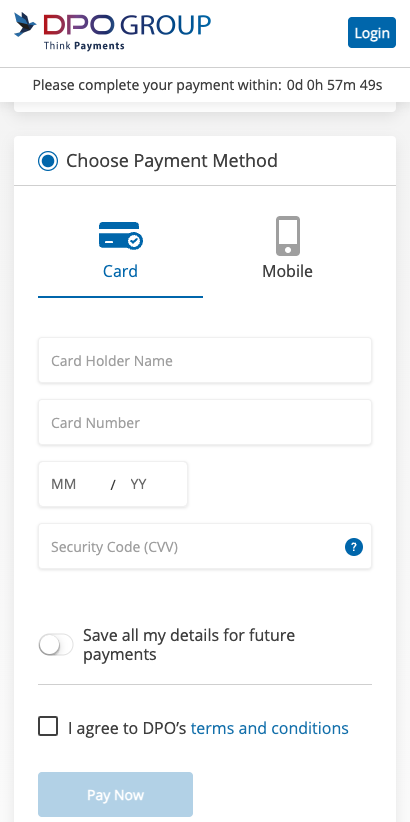 DPO GROUP
Think Payments
Login
Please complete your payment within: 0d 0h 57m 49s
Choose Payment Method
Card
Mobile
Card Holder Name
Card Number
MM / YY
Security Code (CVV)
?
Save all my details for future
payments
I agree to DPO’s terms and conditions
Pay Now